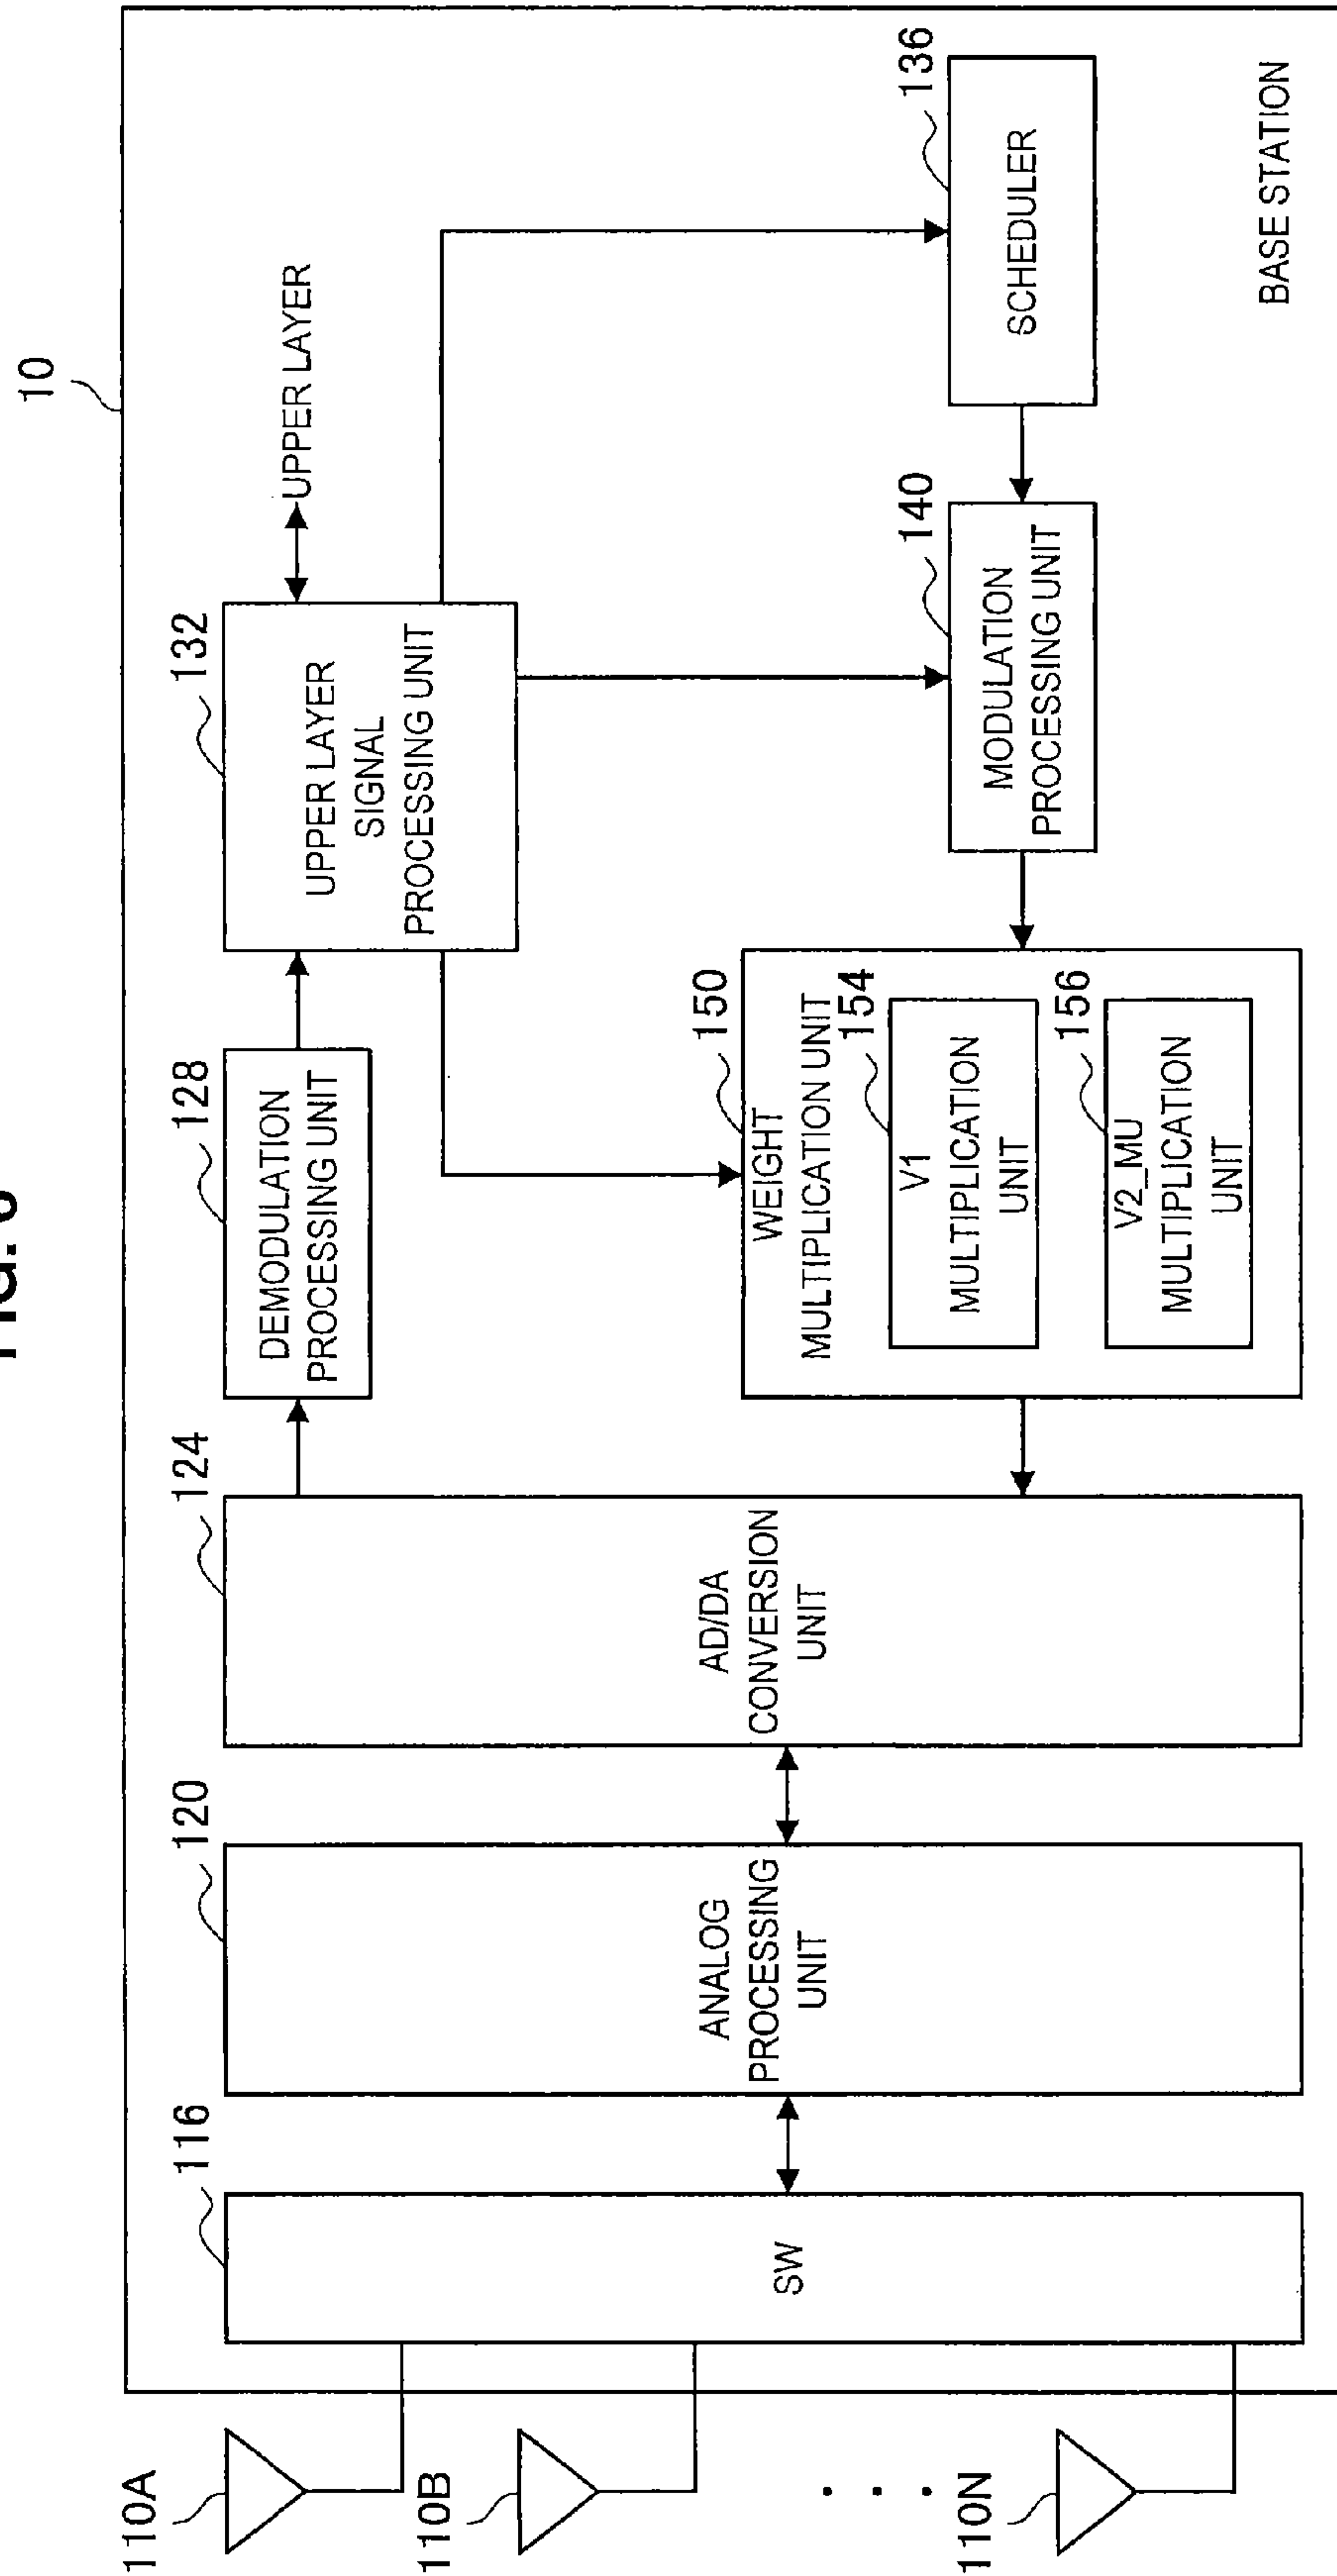 10
110A
110B
. . .
110N
116
SW
120
ANALOG
PROCESSING
UNIT
124
AD/DA
CONVERSION
UNIT
128
DEMODULATION
PROCESSING UNIT
132
UPPER LAYER
SIGNAL
PROCESSING UNIT
UPPER LAYER
150
WEIGHT
MULTIPLICATION UNIT
154
V1
MULTIPLICATION
UNIT
156
V2_MU
MULTIPLICATION
UNIT
140
MODULATION
PROCESSING UNIT
136
SCHEDULER
BASE STATION